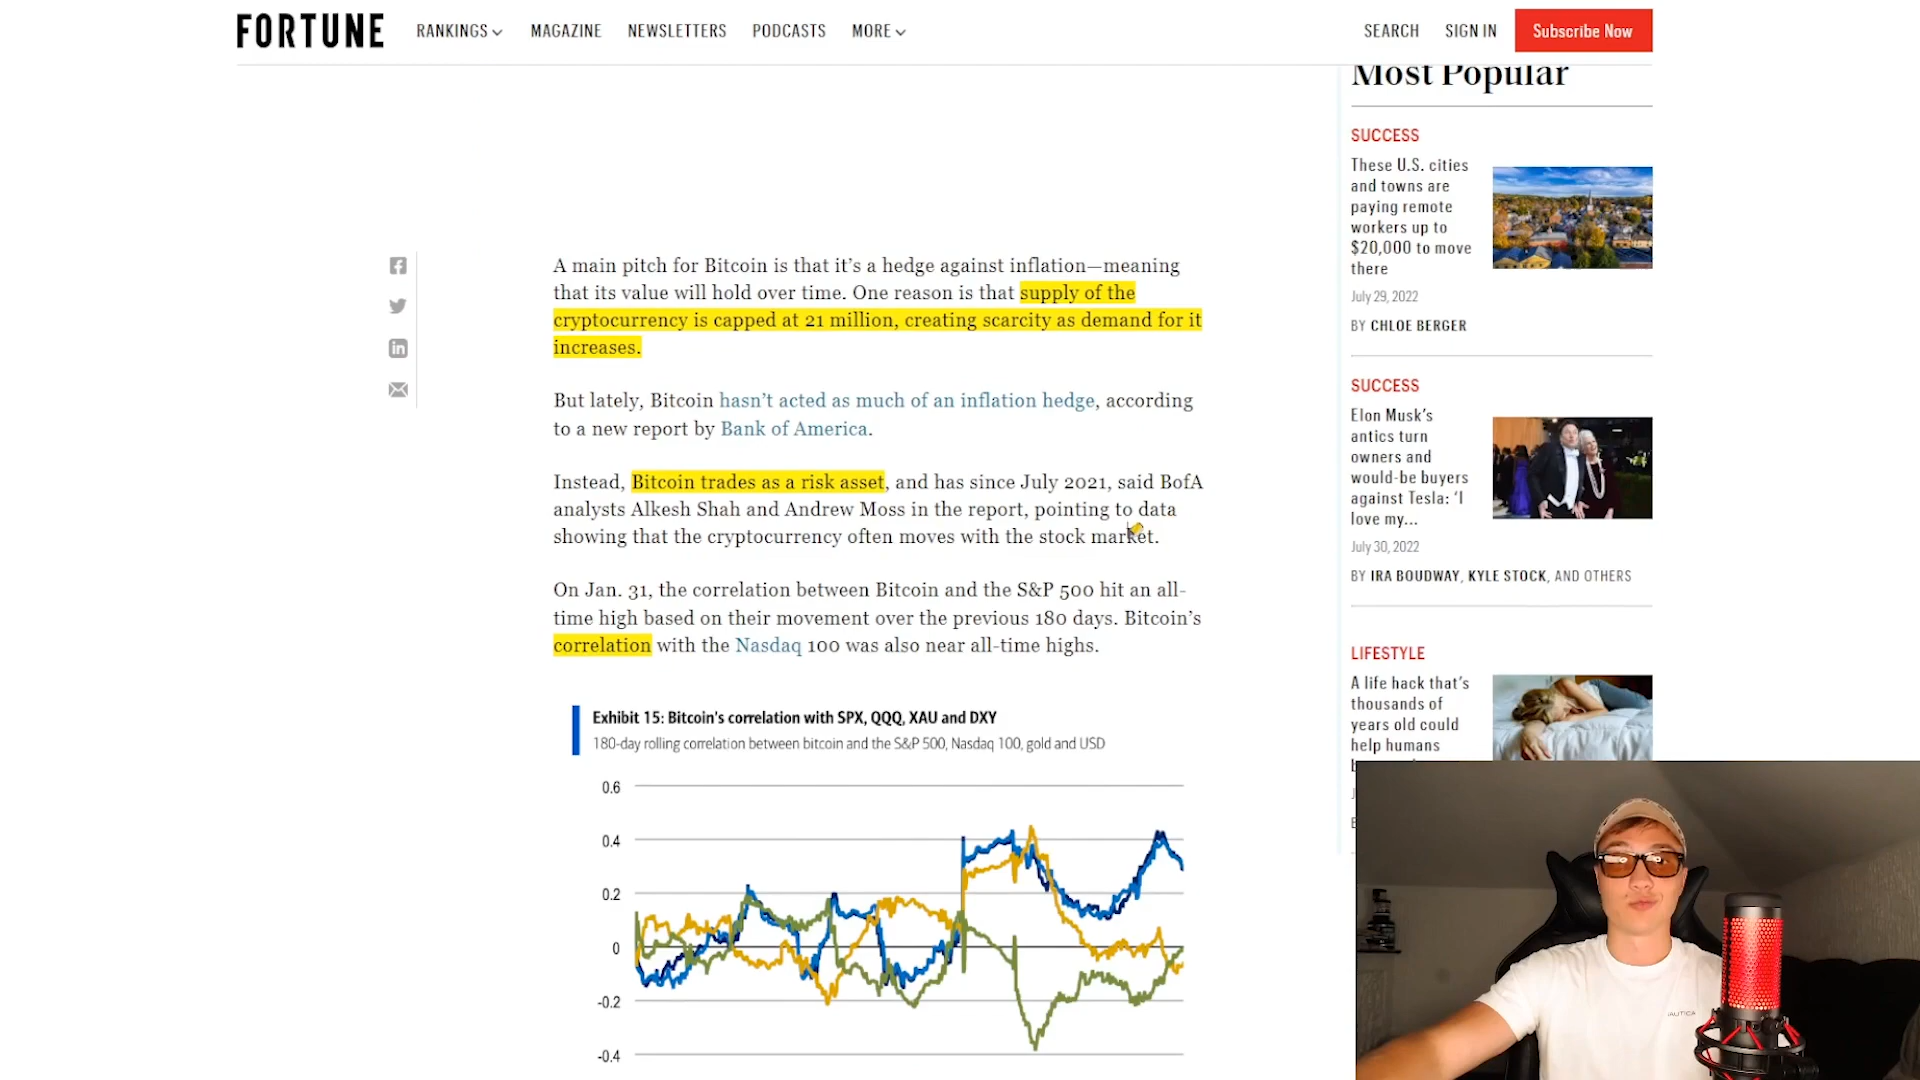 FORTUNE
RANKINGS
MAGAZINE
NEWSLETTERS
PODCASTS
MORE
SEARCH
SIGN IN
Subscribe Now
A main pitch for Bitcoin is that it’s a hedge against inflation—meaning
that its value will hold over time. One reason is that supply of the
cryptocurrency is capped at 21 million, creating scarcity as demand for it
increases.
But lately, Bitcoin hasn’t acted as much of an inflation hedge, according
to a new report by Bank of America.
Instead, Bitcoin trades as a risk asset, and has since July 2021, said BofA
analysts Alkesh Shah and Andrew Moss in the report, pointing to data
showing that the cryptocurrency often moves with the stock market.
On Jan. 31, the correlation between Bitcoin and the S&P 500 hit an all-
time high based on their movement over the previous 180 days. Bitcoin’s
correlation with the Nasdaq 100 was also near all-time highs.
Exhibit 15: Bitcoin's correlation with SPX, QQQ, XAU and DXY
180-day rolling correlation between bitcoin and the S&P 500, Nasdaq 100, gold and USD
0.6
0.4
0.2
0
-0.2
-0.4
Most Popular
SUCCESS
These U.S. cities
and towns are
paying remote
workers up to
$20,000 to move
there
July 29, 2022
BY CHLOE BERGER
SUCCESS
Elon Musk’s
antics turn
owners and
would-be buyers
against Tesla: ‘I
love my...
July 30, 2022
BY IRA BOUDWAY, KYLE STOCK, AND OTHERS
LIFESTYLE
A life hack that’s
thousands of
years old could
help humans
NAUTICA